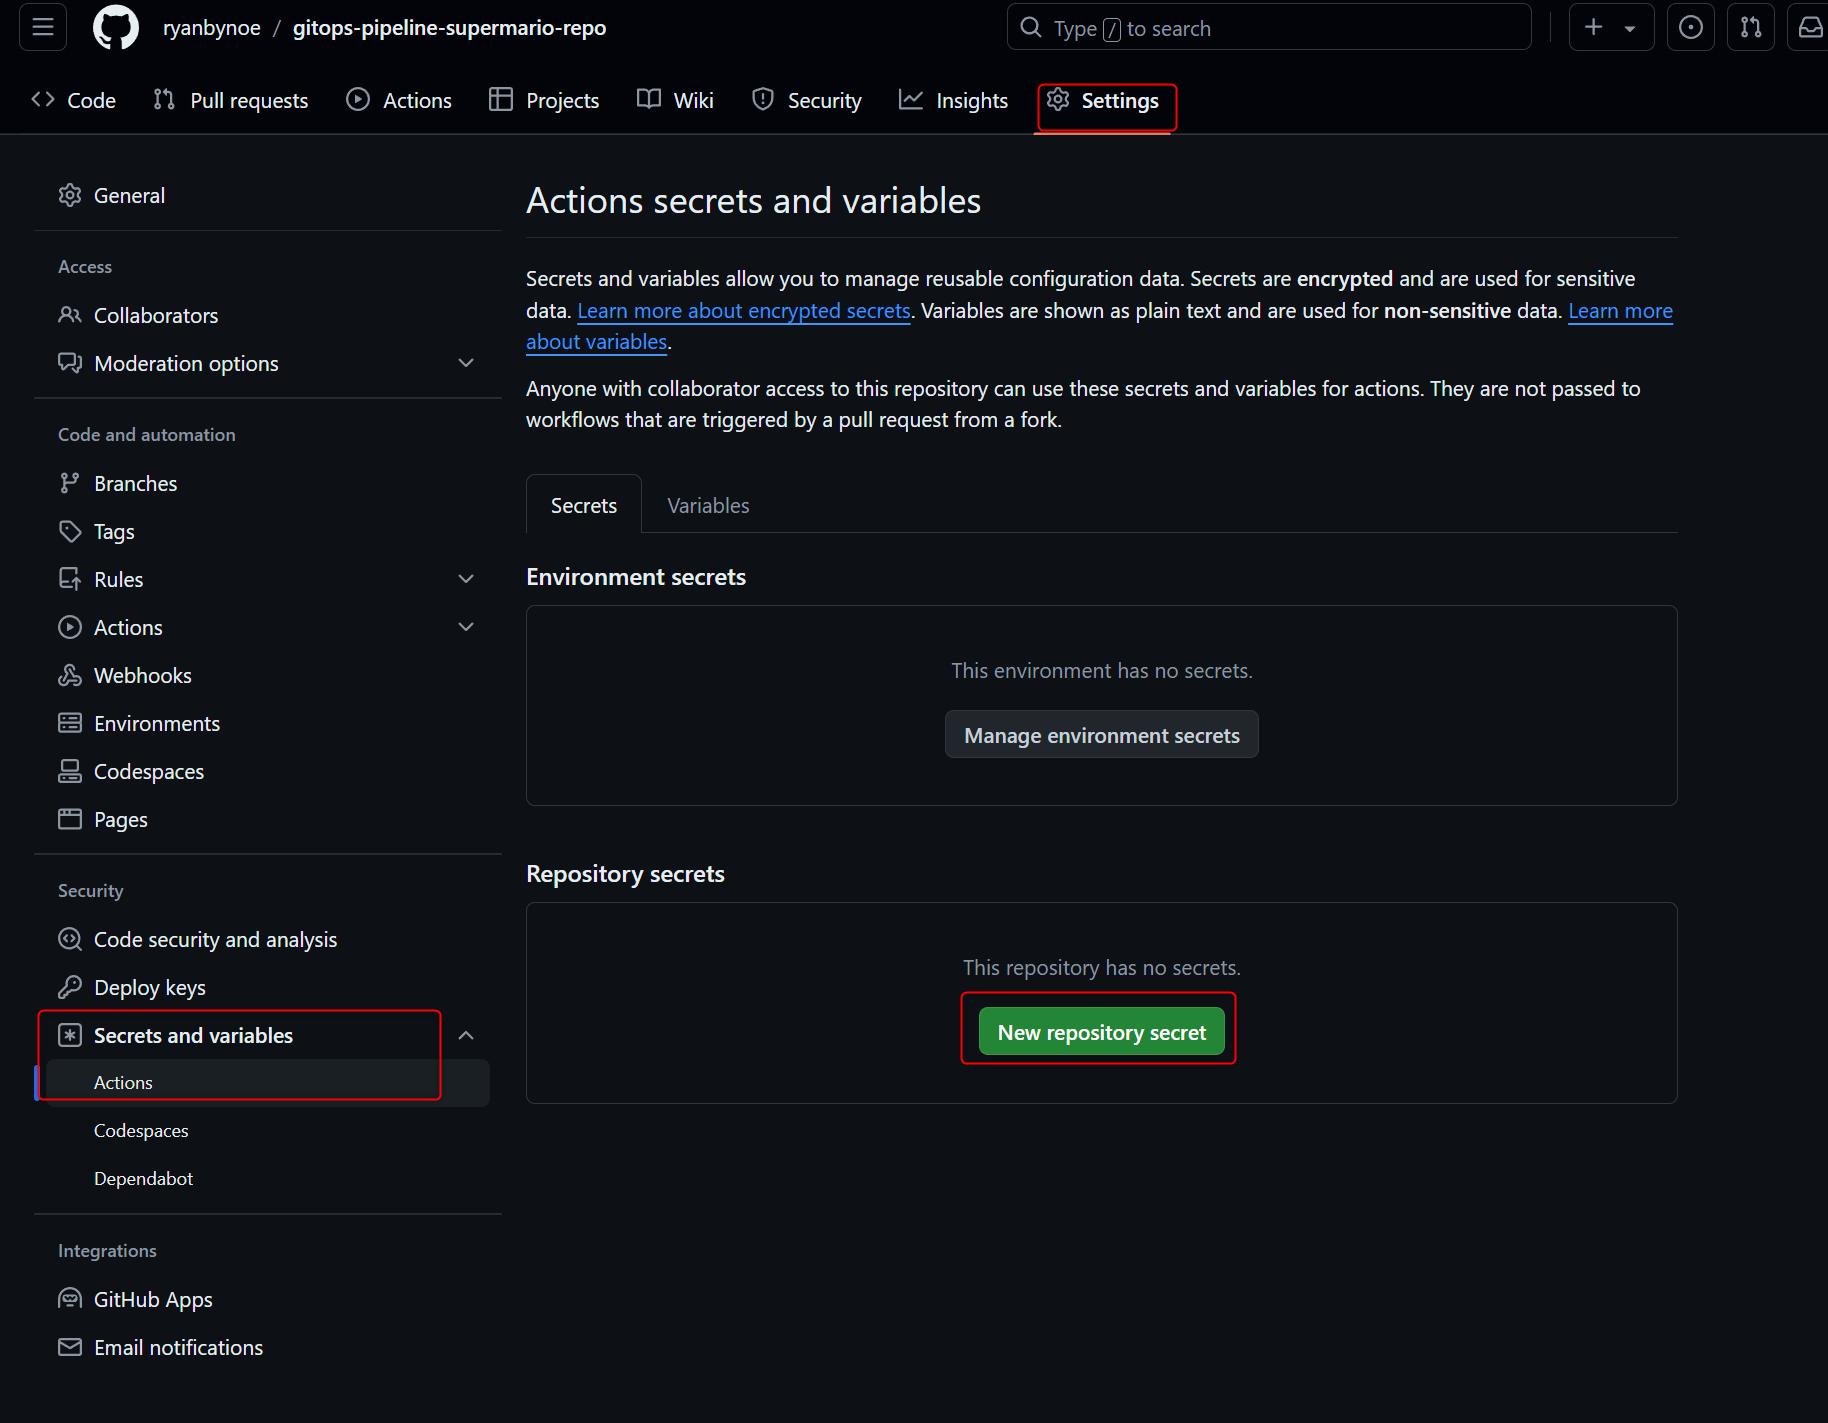 ryanbynoe / gitops-pipeline-supermario-repo
Type / to search
Code
Pull requests
Actions
Projects
Wiki
Security
Insights
Settings
General
Access
Collaborators
Moderation options
Code and automation
Branches
Tags
Rules
Actions
Webhooks
Environments
Codespaces
Pages
Security
Code security and analysis
Deploy keys
Secrets and variables
Actions
Codespaces
Dependabot
Integrations
GitHub Apps
Email notifications
Actions secrets and variables
Secrets and variables allow you to manage reusable configuration data. Secrets are encrypted and are used for sensitive
data. Learn more about encrypted secrets. Variables are shown as plain text and are used for non-sensitive data. Learn more
about variables.
Anyone with collaborator access to this repository can use these secrets and variables for actions. They are not passed to
workflows that are triggered by a pull request from a fork.
Secrets
Variables
Environment secrets
This environment has no secrets.
Manage environment secrets
Repository secrets
This repository has no secrets.
New repository secret